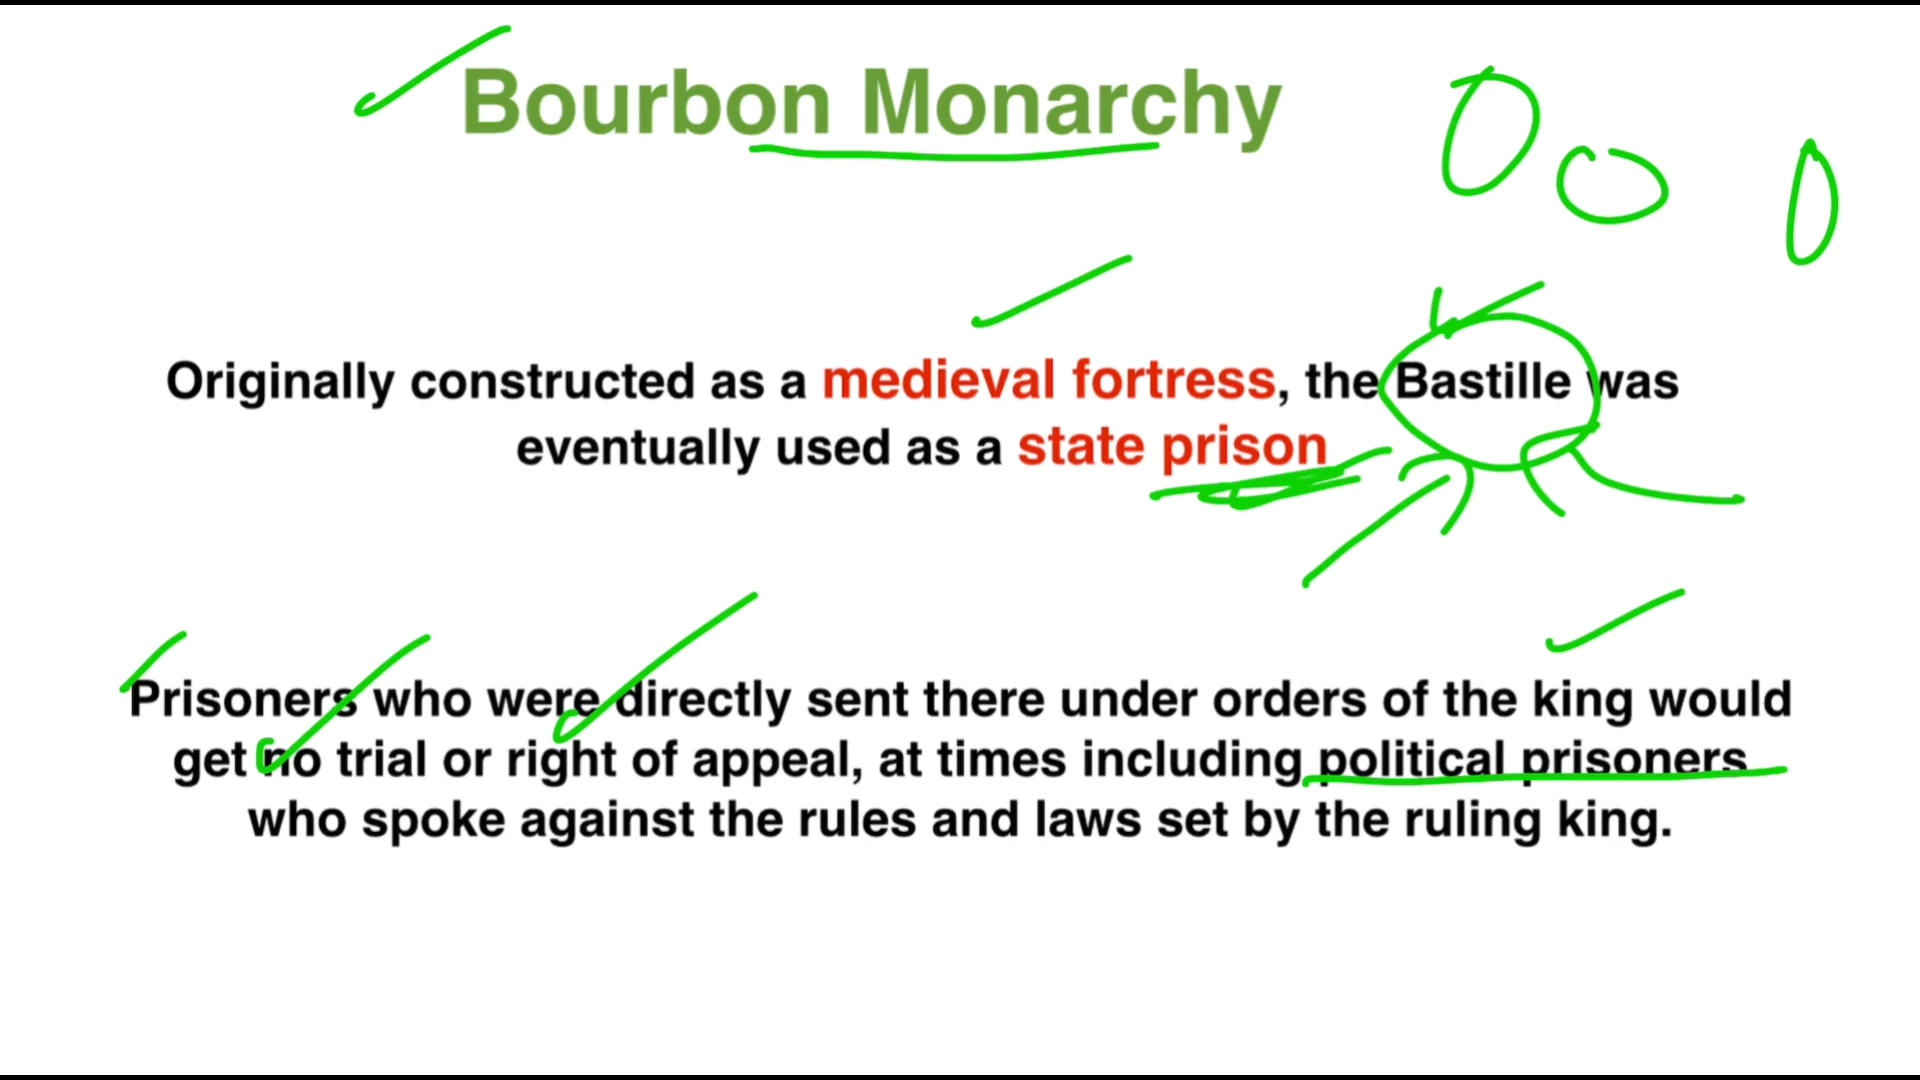 Bourbon Monarchy
Originally constructed as a medieval fortress, the Bastille was
eventually used as a state prison
Prisoners who were directly sent there under orders of the king would
get no trial or right of appeal, at times including political prisoners
who spoke against the rules and laws set by the ruling king.